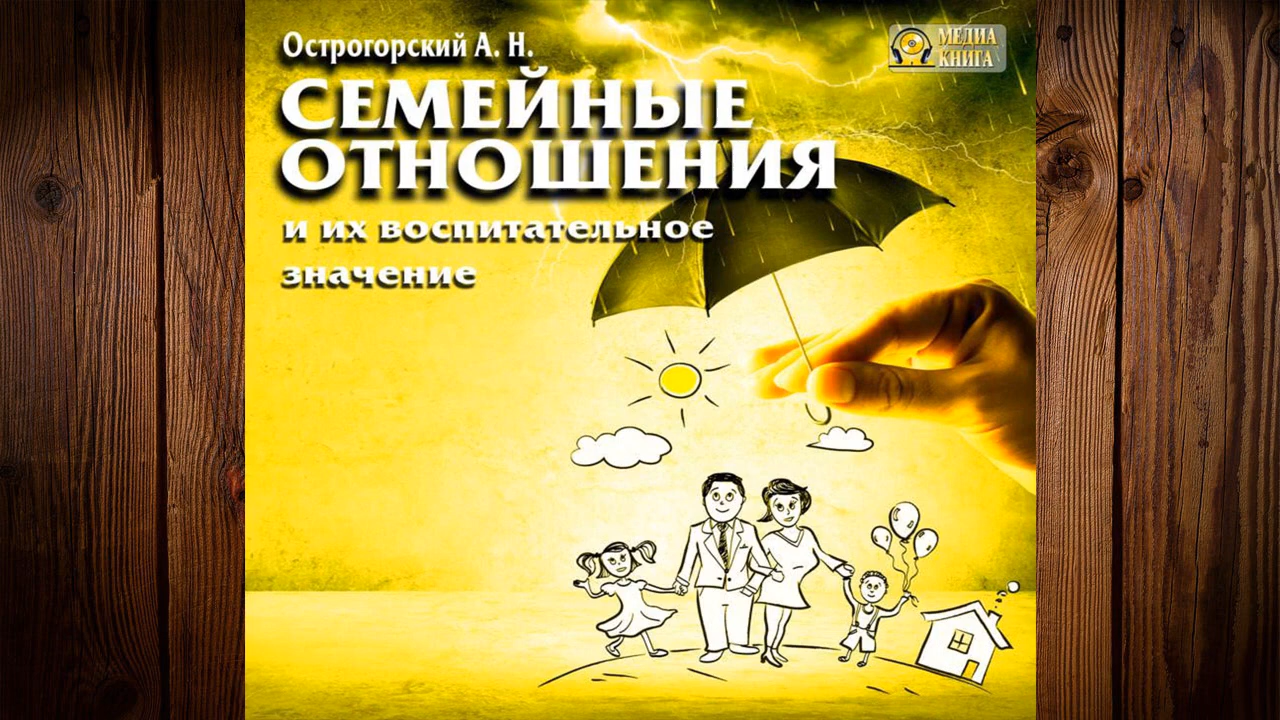 Острогорский А. Н.
СЕМЕЙНЫЕ
ОТНОШЕНИЯ
и их воспитательное
значение
МЕДИА
КНИГА